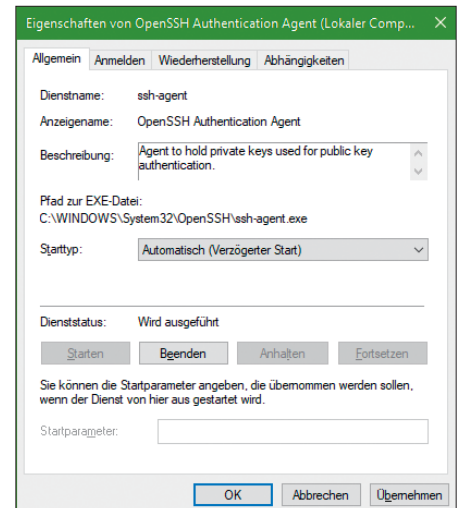 Eigenschaften von OpenSSH Authentication Agent (Lokaler Comp...
Allgemein Anmelden Wiederherstellung Abhängigkeiten
Dienstname: ssh-agent
Anzeigename: OpenSSH Authentication Agent
Beschreibung: Agent to hold private keys used for public key
authentication.
Pfad zur EXE-Datei:
C:\WINDOWS\System32\OpenSSH\ssh-agent.exe
Starttyp: Automatisch (Verzögerter Start)
Dienststatus: Wird ausgeführt
Starten Beenden Anhalten Fortsetzen
Sie können die Startparameter angeben, die übernommen werden sollen,
wenn der Dienst von hier aus gestartet wird.
Startparameter:
OK Abbrechen Übernehmen